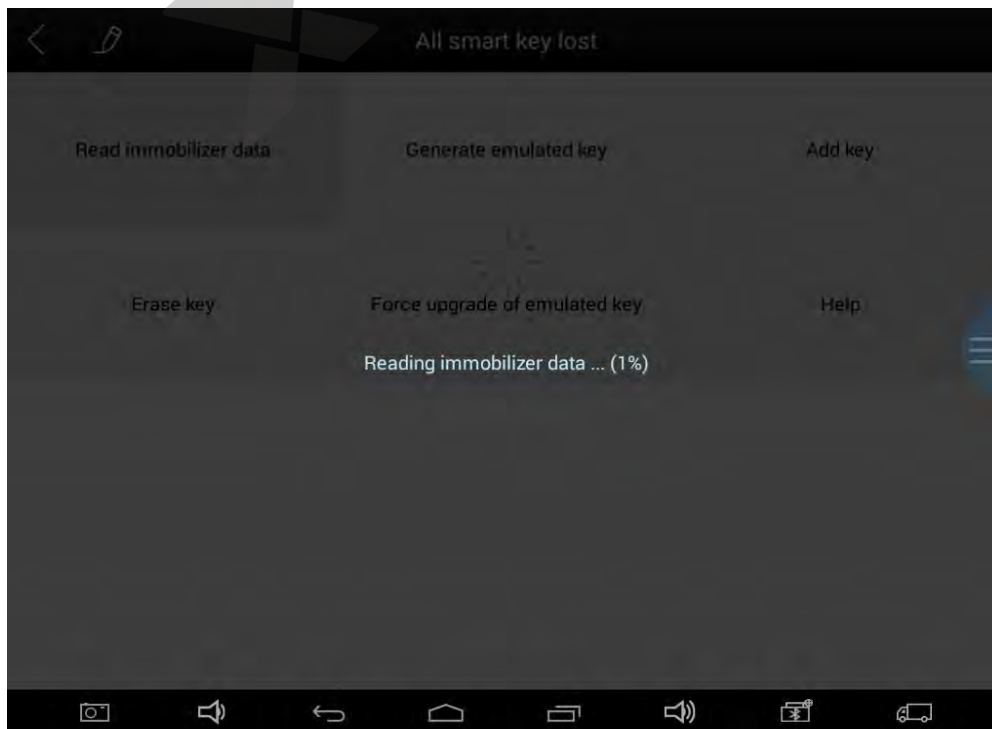 All smart key lost
Read immobilizer data Generate emulated key Add key
Erase key Force upgrade of emulated key Help
Reading immobilizer data ... (1%)